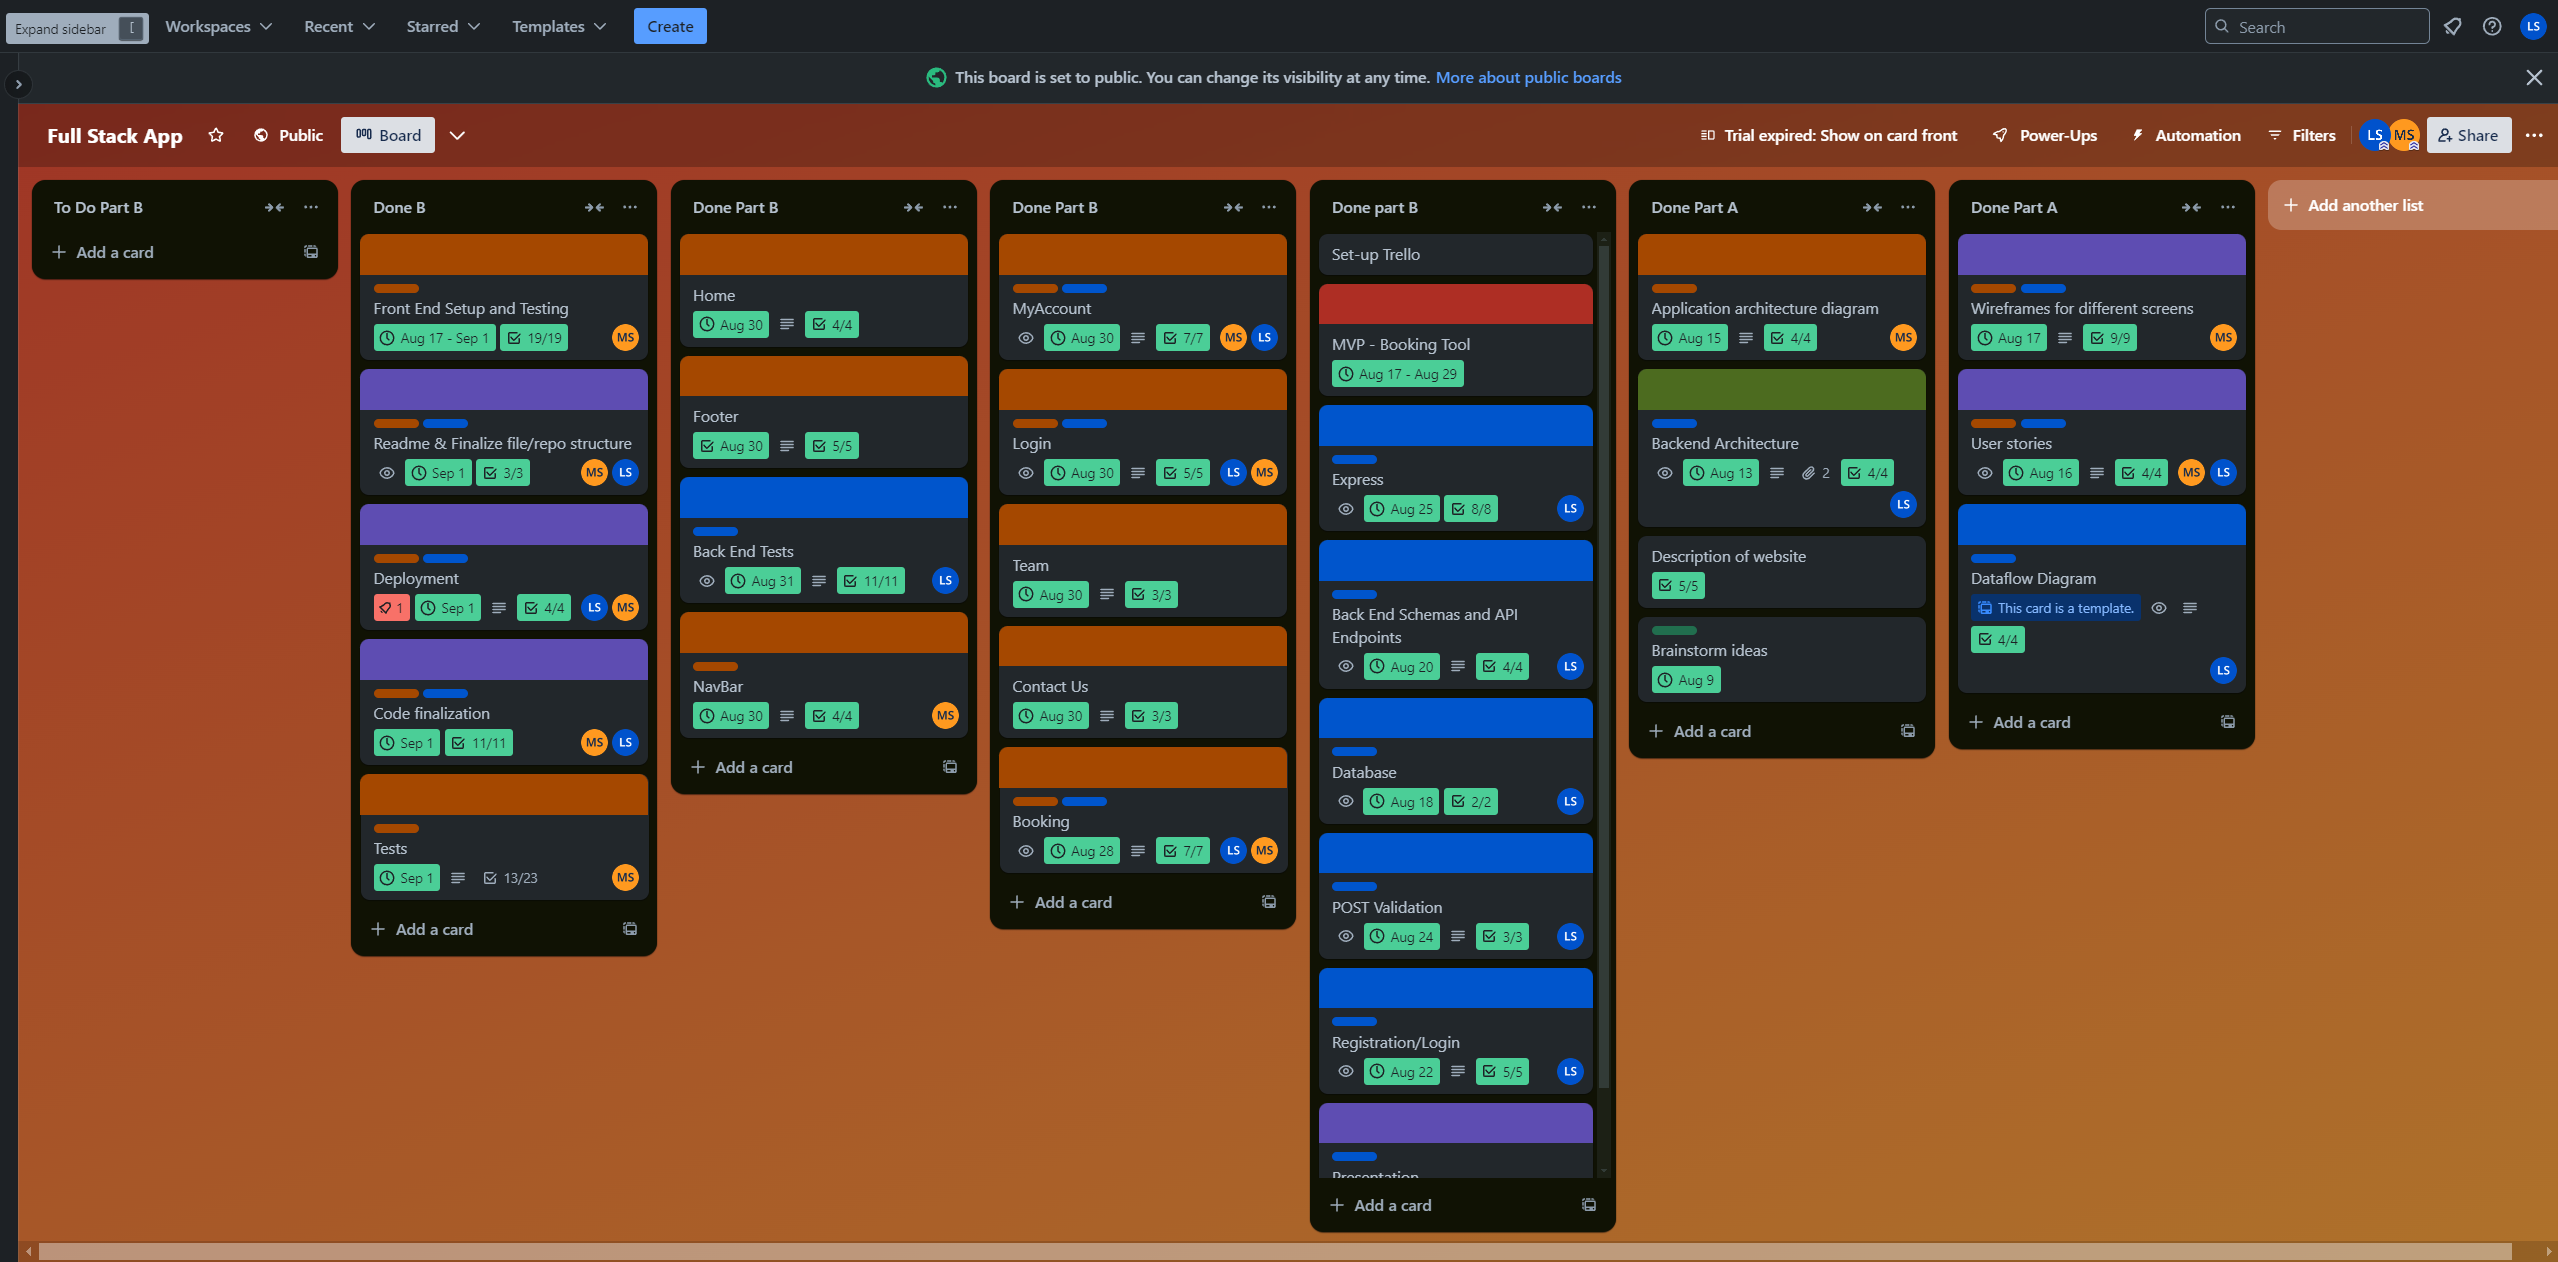 Expand sidebar [
Workspaces
Recent
Starred
Templates
Create
Search
LS
This board is set to public. You can change its visibility at any time. More about public boards
Full Stack App
Public
Board
Trial expired: Show on card front
Power-Ups
Automation
Filters
LS
MS
Share
To Do Part B
Add a card
Done B
Front End Setup and Testing
Aug 17 - Sep 1
19/19
MS
Readme & Finalize file/repo structure
Sep 1
3/3
MS
LS
Deployment
1
Sep 1
4/4
LS
MS
Code finalization
Sep 1
11/11
MS
LS
Tests
Sep 1
13/23
MS
Add a card
Done Part B
Home
Aug 30
4/4
Footer
Aug 30
5/5
Back End Tests
Aug 31
11/11
LS
NavBar
Aug 30
4/4
MS
Add a card
Done Part B
MyAccount
Aug 30
7/7
MS
LS
Login
Aug 30
5/5
LS
MS
Team
Aug 30
3/3
Contact Us
Aug 30
3/3
Booking
Aug 28
7/7
LS
MS
Add a card
Done part B
Set-up Trello
MVP - Booking Tool
Aug 17 - Aug 29
Express
Aug 25
8/8
LS
Back End Schemas and API
Endpoints
Aug 20
4/4
LS
Database
Aug 18
2/2
LS
POST Validation
Aug 24
3/3
LS
Registration/Login
Aug 22
5/5
LS
Presentation
Add a card
Done Part A
Application architecture diagram
Aug 15
4/4
MS
Backend Architecture
Aug 13
2
4/4
LS
Description of website
5/5
Brainstorm ideas
Aug 9
Add a card
Done Part A
Wireframes for different screens
Aug 17
9/9
MS
User stories
Aug 16
4/4
MS
LS
Dataflow Diagram
This card is a template.
4/4
LS
Add a card
Add another list